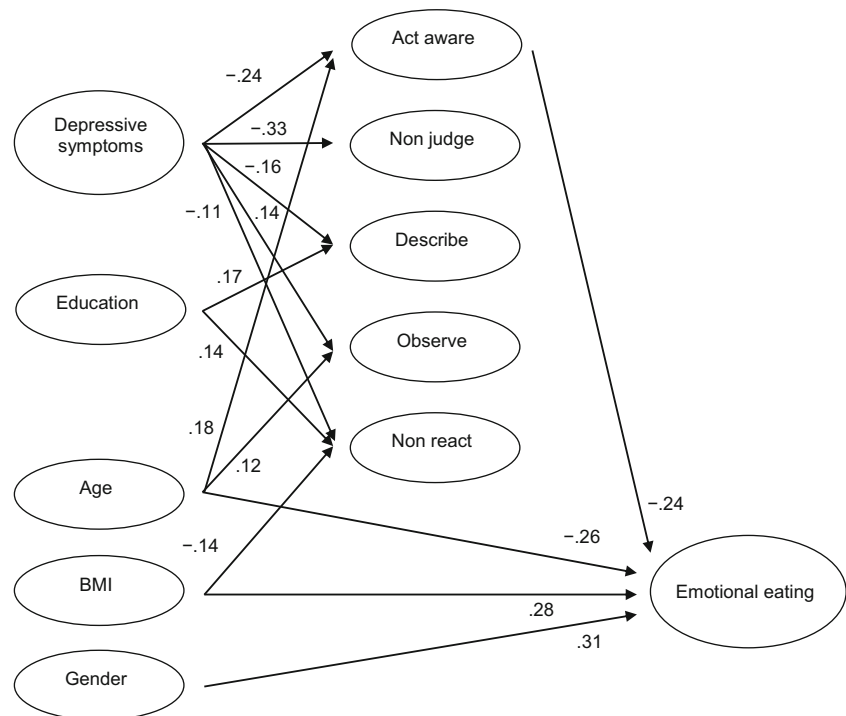 Act aware
−.24
Depressive
symptoms
−.33
Non judge
−.16
−.11
.14
Describe
.17
Education
.14
Observe
.18
Non react
.12
Age
−.24
−.26
−.14
BMI
Emotional eating
.28
.31
Gender